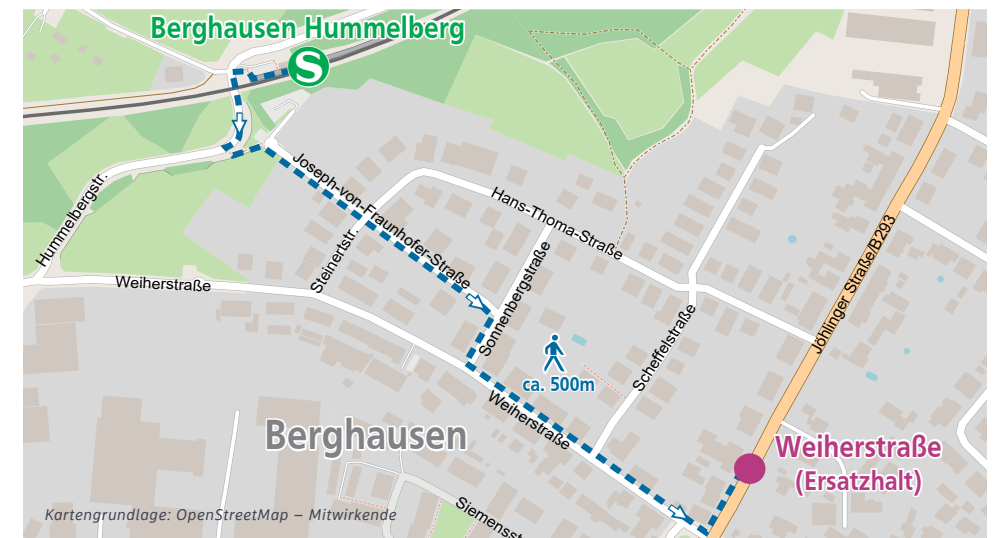 Berghausen Hummelberg
S
Joseph-von-Fraunhofer-Straße
Hans-Thoma-Straße
Hummelbergstr.
Steinertstr.
Weiherstraße
Sonnenbergstraße
Jöhlinger Straße/B293
Scheffelstraße
ca. 500m
Weiherstraße
Berghausen
Weiherstraße
(Ersatzhalt)
Siemensst
Kartengrundlage: OpenStreetMap – Mitwirkende